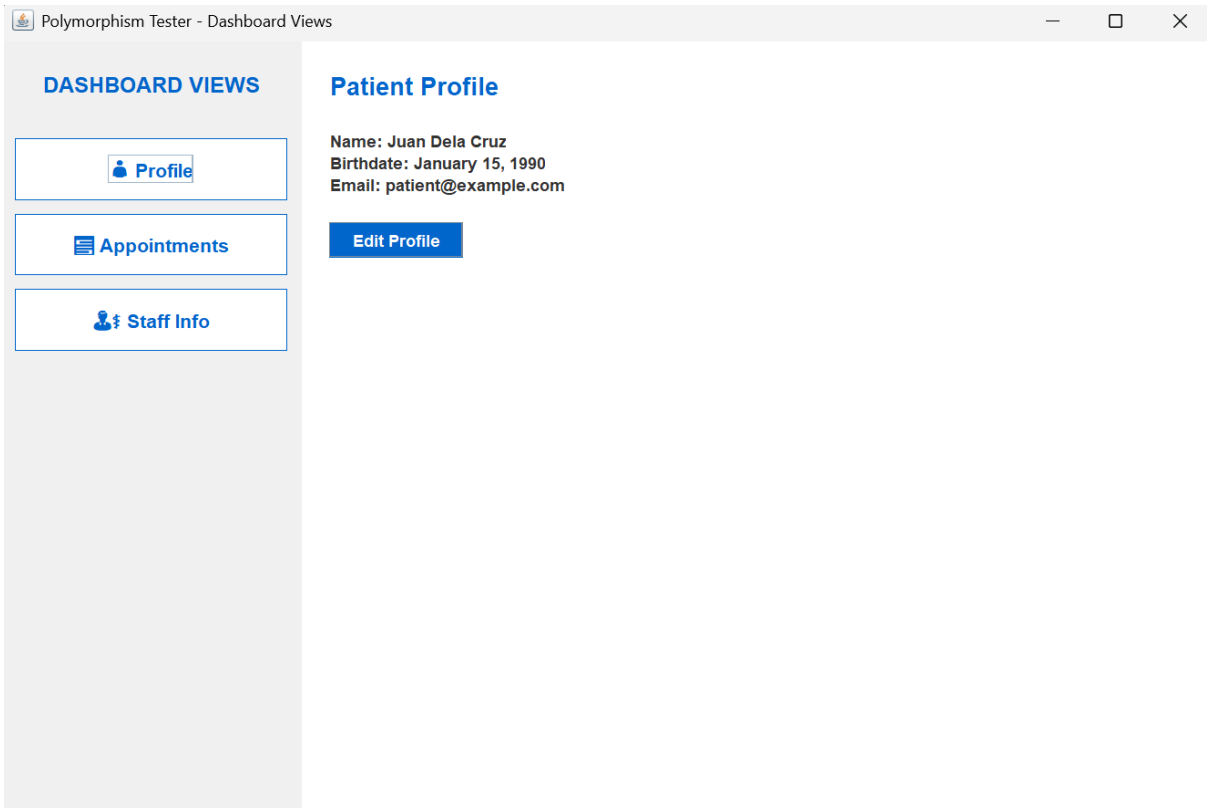 Polymorphism Tester - Dashboard Views
DASHBOARD VIEWS
Profile
Appointments
Staff Info
Patient Profile
Name: Juan Dela Cruz
Birthdate: January 15, 1990
Email: patient@example.com
Edit Profile